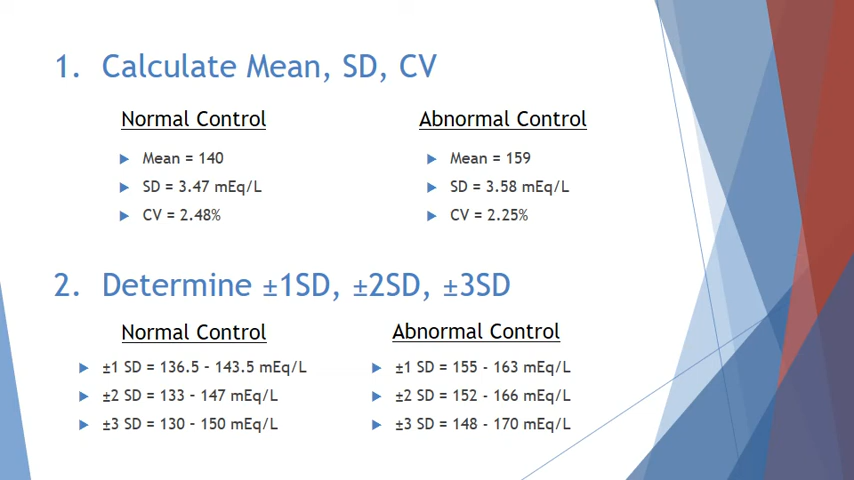 1. Calculate Mean, SD, CV
Normal Control
Mean = 140
SD = 3.47 mEq/L
CV = 2.48%
Abnormal Control
Mean = 159
SD = 3.58 mEq/L
CV = 2.25%
2. Determine ±1SD, ±2SD, ±3SD
Normal Control
±1 SD = 136.5 - 143.5 mEq/L
±2 SD = 133 - 147 mEq/L
±3 SD = 130 - 150 mEq/L
Abnormal Control
±1 SD = 155 - 163 mEq/L
±2 SD = 152 - 166 mEq/L
±3 SD = 148 - 170 mEq/L